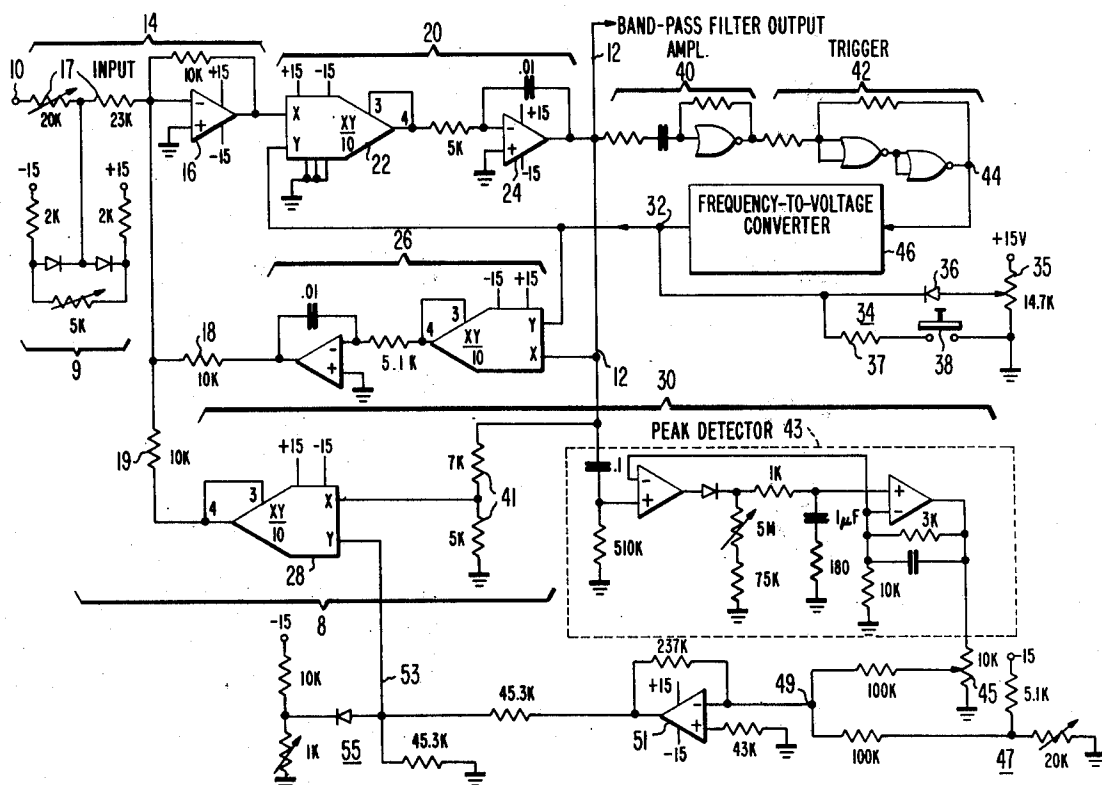 BAND-PASS FILTER OUTPUT
14
20
12
AMPL.
40
TRIGGER
42
10
17
INPUT
10K
+15
20K
23K
-
+
16
-15
+15
-15
X
Y
XY
10
3
4
22
5K
.01
+15
-
+
24
-15
44
-15
+15
2K
2K
5K
9
32
FREQUENCY-TO-VOLTAGE
CONVERTER
46
+15V
36
35
14.7K
34
37
38
26
.01
-15
+15
3
4
XY
10
Y
X
5.1K
-
+
18
10K
12
30
PEAK DETECTOR 43
19
10K
+15
-15
3
4
XY
10
X
Y
28
7K
41
5K
.1
510K
-
+
1K
5M
75K
1μF
180
+
-
3K
10K
8
-15
10K
1K
53
55
45.3K
45.3K
237K
+15
-
+
51
-15
43K
49
100K
100K
10K
45
-15
5.1K
47
20K